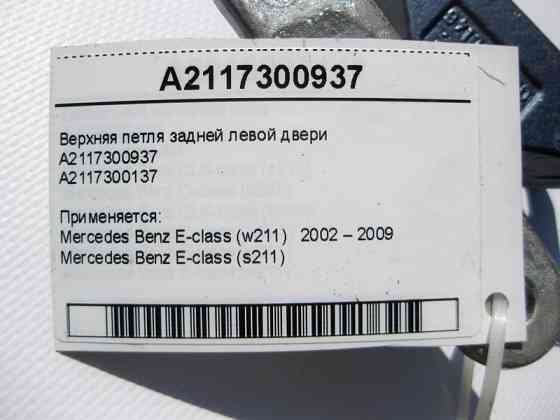 A2117300937
Верхняя петля задней левой двери
A2117300937
A2117300137
Применяется:
Mercedes Benz E-class (w211) 2002 – 2009
Mercedes Benz E-class (s211)